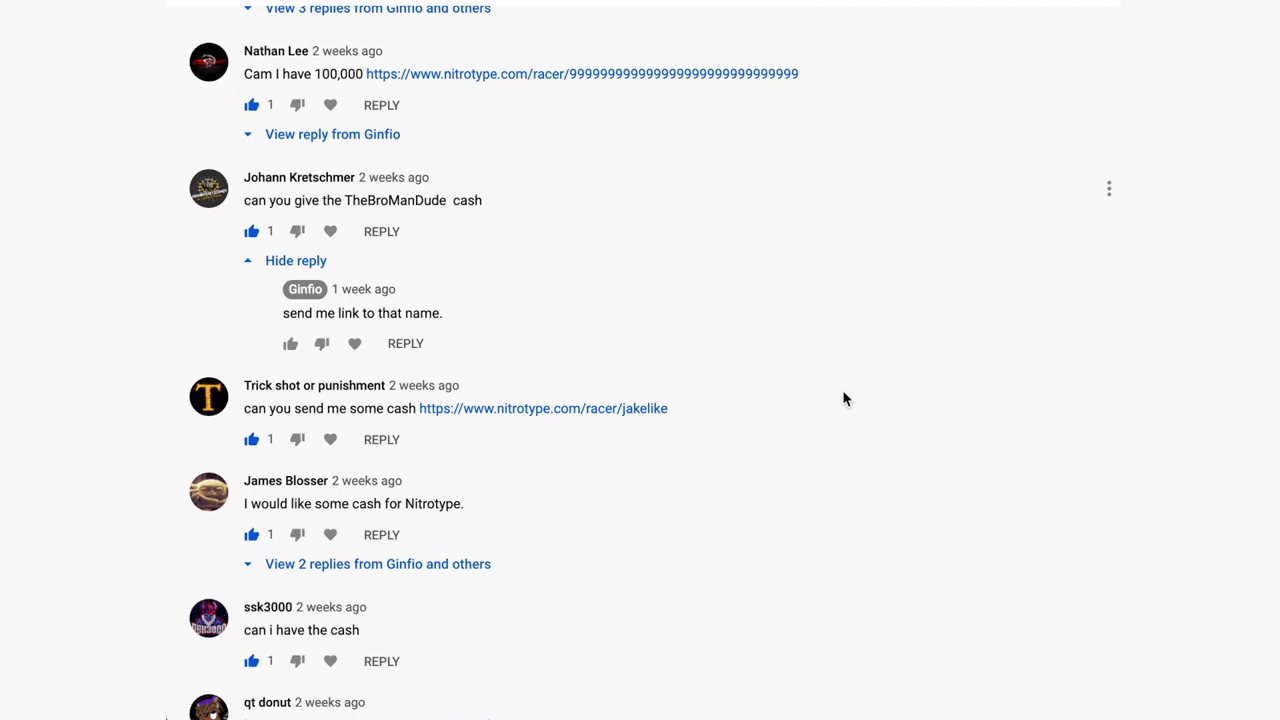 View 3 replies from Ginfio and others
Nathan Lee 2 weeks ago
Cam I have 100,000 https://www.nitrotype.com/racer/99999999999999999999999999999
1 REPLY
View reply from Ginfio
Johann Kretschmer 2 weeks ago
can you give the TheBroManDude cash
1 REPLY
Hide reply
Ginfio 1 week ago
send me link to that name.
REPLY
T
Trick shot or punishment 2 weeks ago
can you send me some cash https://www.nitrotype.com/racer/jakelike
1 REPLY
James Blosser 2 weeks ago
I would like some cash for Nitrotype.
1 REPLY
View 2 replies from Ginfio and others
ssk3000 2 weeks ago
can i have the cash
1 REPLY
qt donut 2 weeks ago